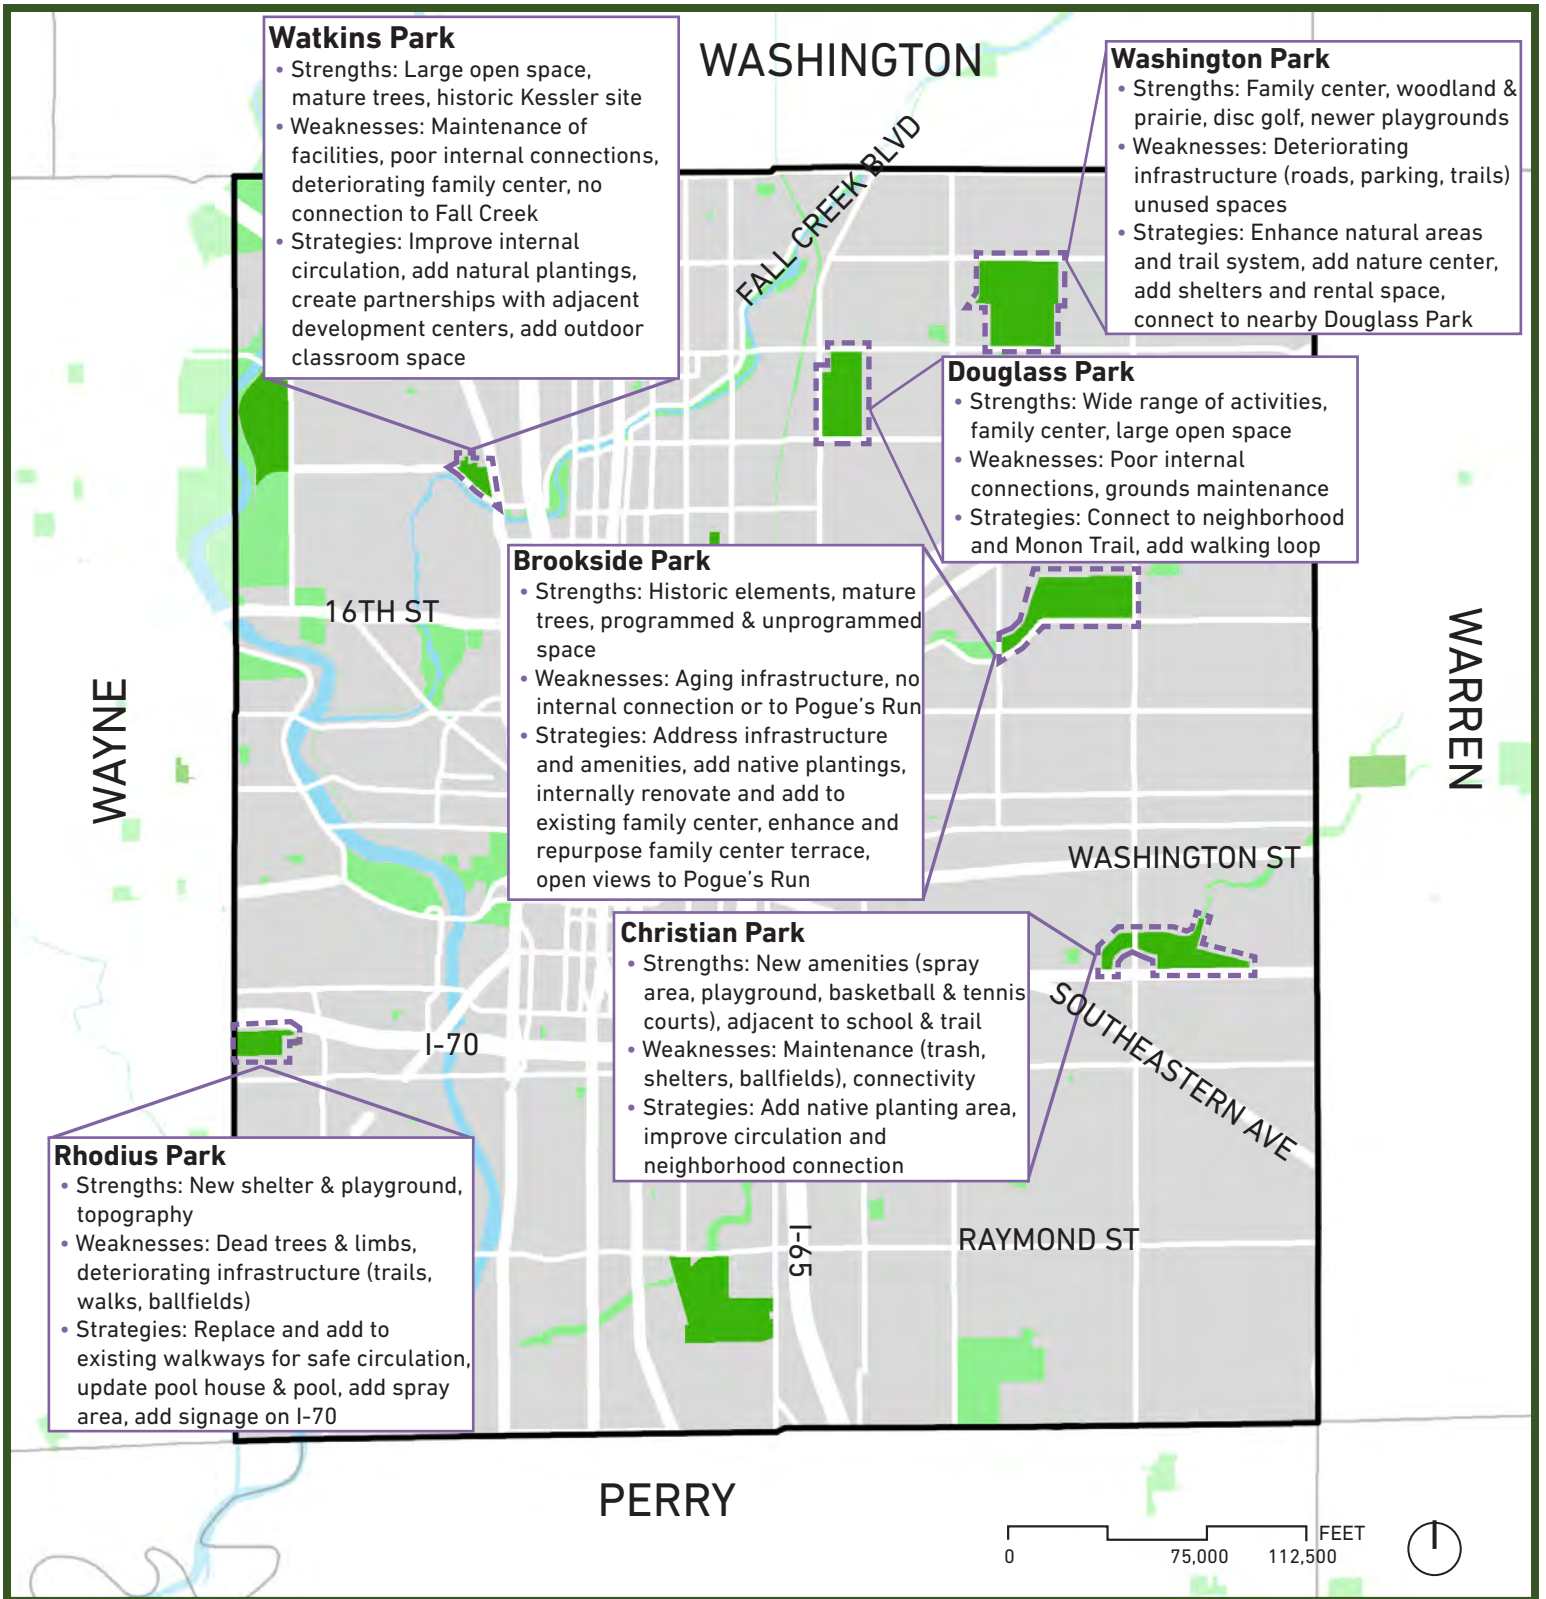 Watkins Park
• Strengths: Large open space,
mature trees, historic Kessler site
• Weaknesses: Maintenance of
facilities, poor internal connections,
deteriorating family center, no
connection to Fall Creek
• Strategies: Improve internal
circulation, add natural plantings,
create partnerships with adjacent
development centers, add outdoor
classroom space
WASHINGTON
Washington Park
• Strengths: Family center, woodland &
prairie, disc golf, newer playgrounds
• Weaknesses: Deteriorating
infrastructure (roads, parking, trails)
unused spaces
• Strategies: Enhance natural areas
and trail system, add nature center,
add shelters and rental space,
connect to nearby Douglass Park
FALL CREEK BLVD
Douglass Park
• Strengths: Wide range of activities,
family center, large open space
• Weaknesses: Poor internal
connections, grounds maintenance
• Strategies: Connect to neighborhood
and Monon Trail, add walking loop
Brookside Park
• Strengths: Historic elements, mature
trees, programmed & unprogrammed
space
• Weaknesses: Aging infrastructure, no
internal connection or to Pogue's Run
• Strategies: Address infrastructure
and amenities, add native plantings,
internally renovate and add to
existing family center, enhance and
repurpose family center terrace,
open views to Pogue's Run
16TH ST
WAYNE
WARREN
WASHINGTON ST
Christian Park
• Strengths: New amenities (spray
area, playground, basketball & tennis
courts), adjacent to school & trail
• Weaknesses: Maintenance (trash,
shelters, ballfields), connectivity
• Strategies: Add native planting area,
improve circulation and
neighborhood connection
SOUTHEASTERN AVE
I-70
Rhodius Park
• Strengths: New shelter & playground,
topography
• Weaknesses: Dead trees & limbs,
deteriorating infrastructure (trails,
walks, ballfields)
• Strategies: Replace and add to
existing walkways for safe circulation,
update pool house & pool, add spray
area, add signage on I-70
I-65
RAYMOND ST
PERRY
FEET
0 75,000 112,500